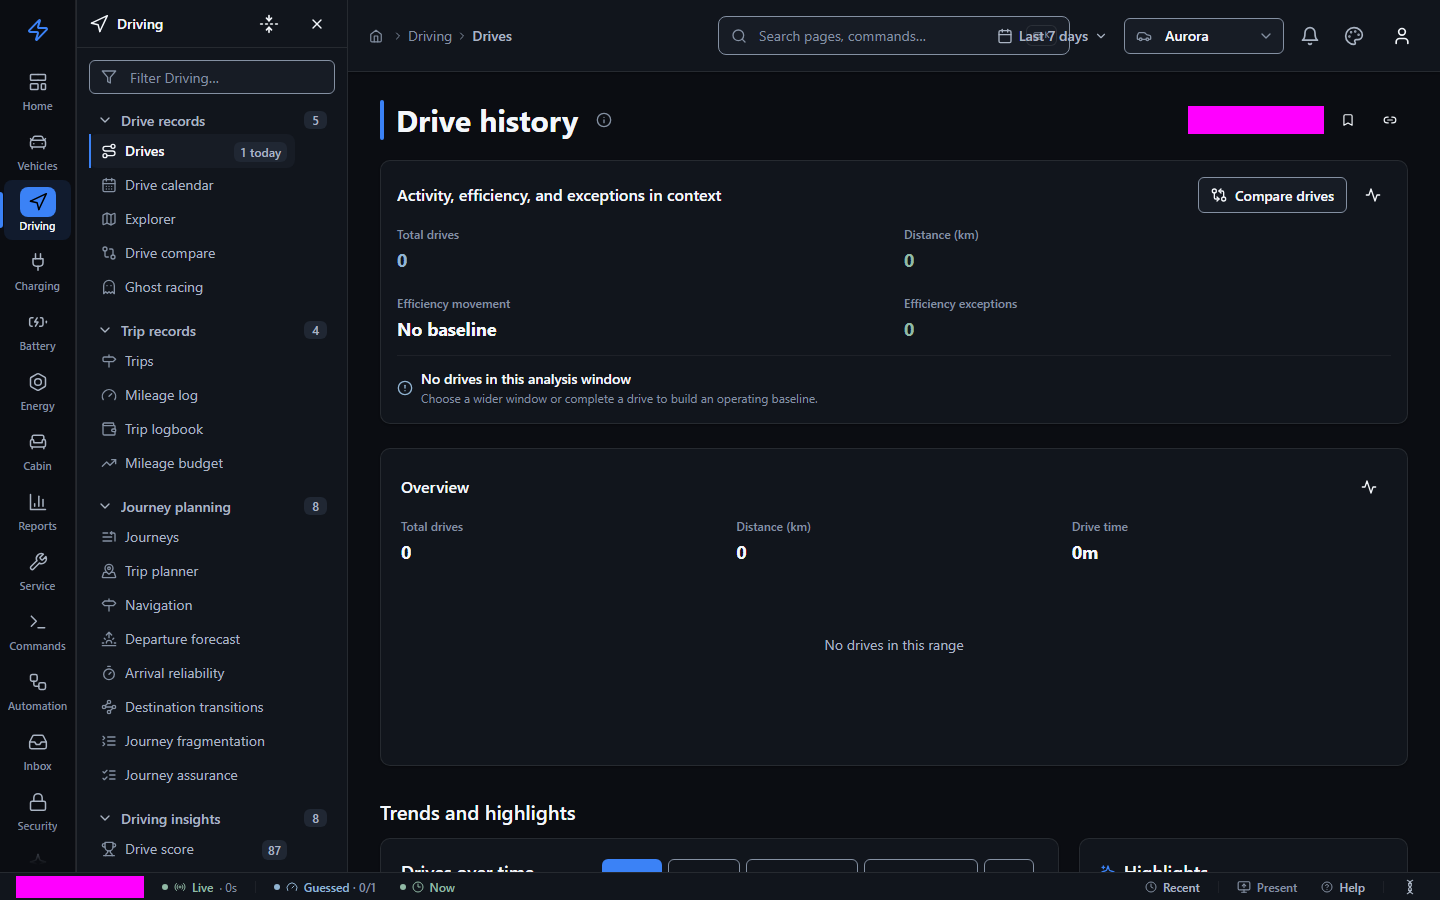 Driving
Driving
Drives
Search pages, commands...
Last 7 days
Aurora
Home
Vehicles
Driving
Charging
Battery
Energy
Cabin
Reports
Service
Commands
Automation
Inbox
Security
Filter Driving...
Drive records
5
Drives
1 today
Drive calendar
Explorer
Drive compare
Ghost racing
Trip records
4
Trips
Mileage log
Trip logbook
Mileage budget
Journey planning
8
Journeys
Trip planner
Navigation
Departure forecast
Arrival reliability
Destination transitions
Journey fragmentation
Journey assurance
Driving insights
8
Drive score
87
Drive history
Activity, efficiency, and exceptions in context
Compare drives
Total drives
0
Distance (km)
0
Efficiency movement
No baseline
Efficiency exceptions
0
No drives in this analysis window
Choose a wider window or complete a drive to build an operating baseline.
Overview
Total drives
0
Distance (km)
0
Drive time
0m
No drives in this range
Trends and highlights
Drives over time
Highlights
Live · 0s
Guessed · 0/1
Now
Recent
Present
Help